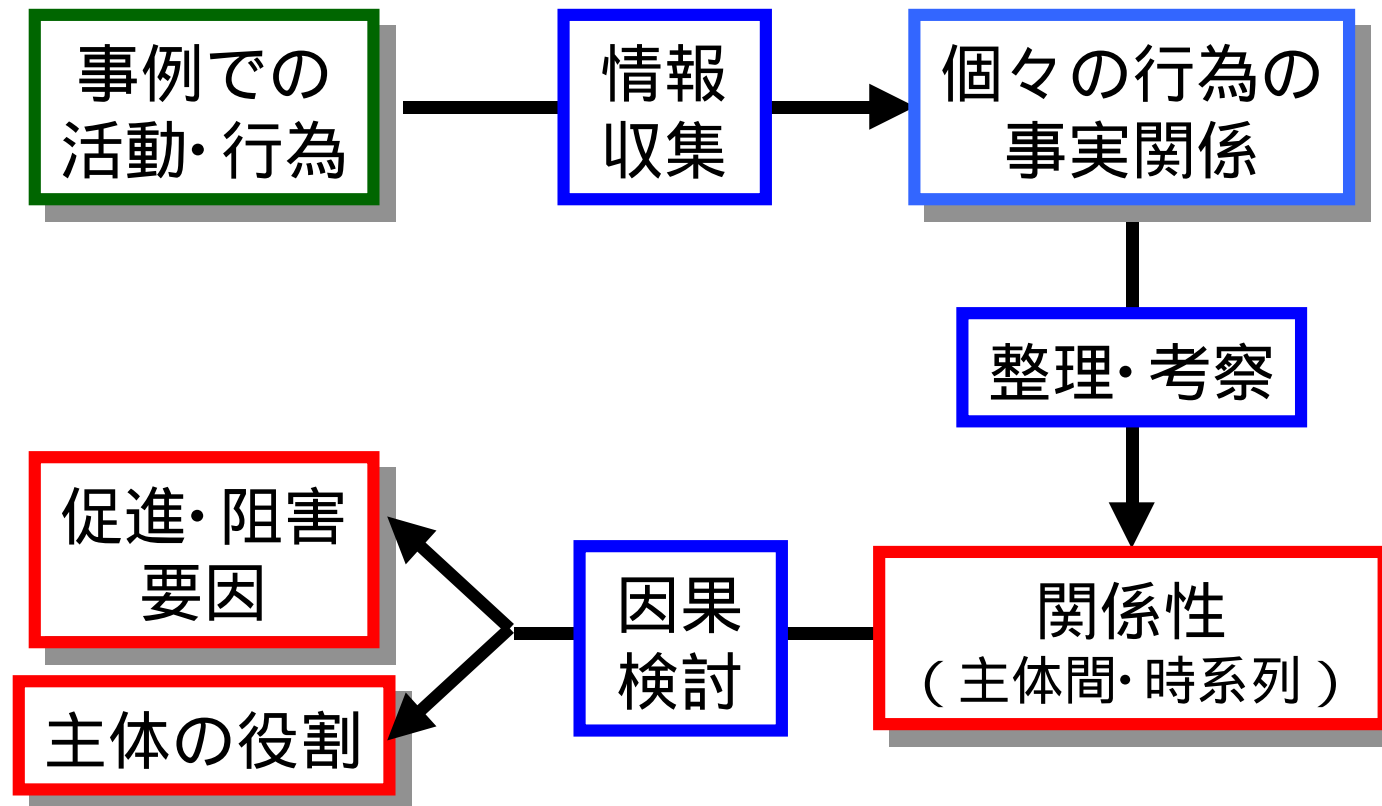 事例での
活動・行為
情報
収集
個々の行為の
事実関係
整理・考察
関係性
(主体間・時系列)
因果
検討
促進・阻害
要因
主体の役割